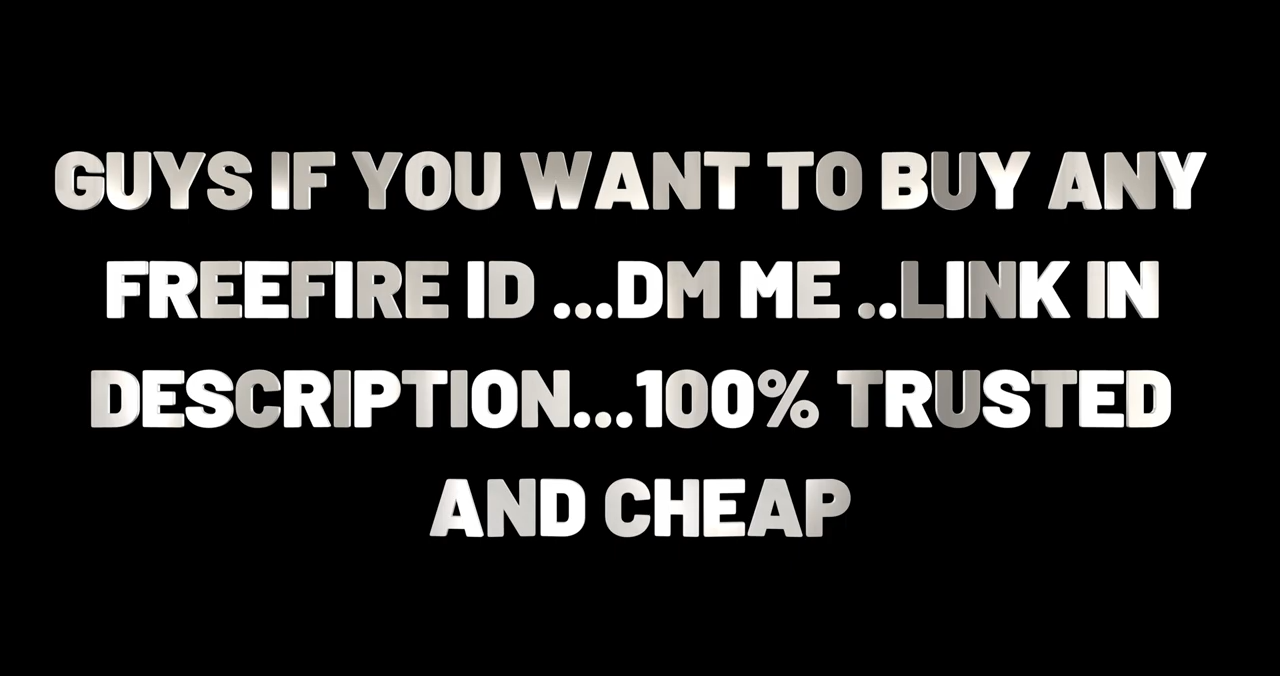 GUYS IF YOU WANT TO BUY ANY
FREEFIRE ID ...DM ME ..LINK IN
DESCRIPTION...100% TRUSTED
AND CHEAP